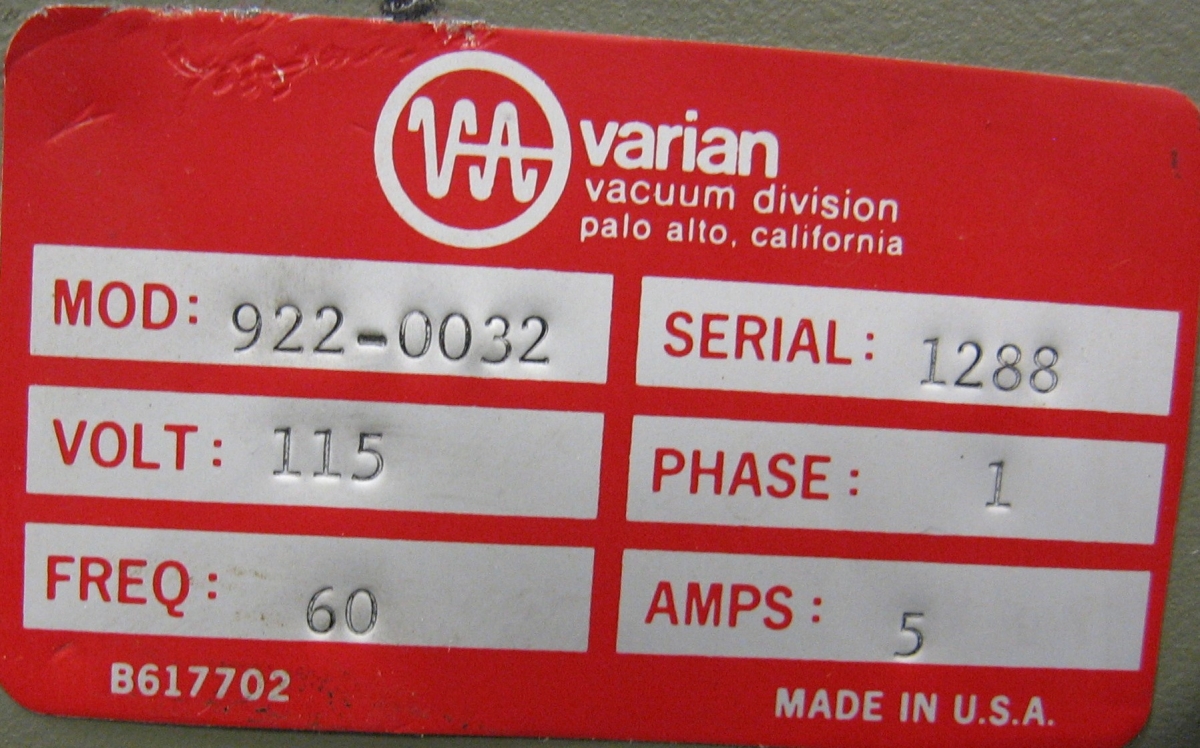 VA varian
vacuum division
palo alto, california
MOD: 922-0032
SERIAL: 1288
VOLT: 115
PHASE: 1
FREQ: 60
AMPS: 5
B617702
MADE IN U.S.A.